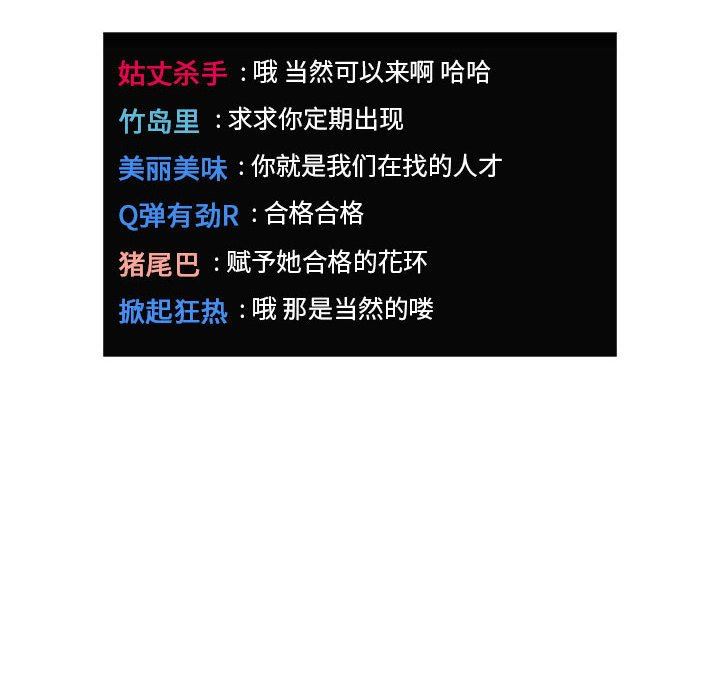 姑丈杀手 : 哦 当然可以来啊 哈哈
竹岛里 : 求求你定期出现
美丽美味 : 你就是我们在找的人才
Q弹有劲R : 合格合格
猪尾巴 : 赋予她合格的花环
掀起狂热 : 哦 那是当然的喽